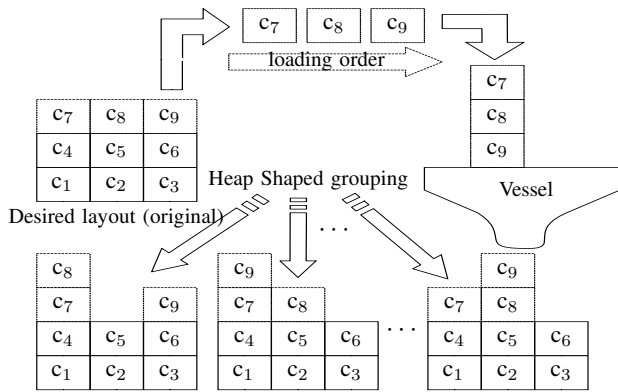 c7 c8 c9
loading order
c7
c8
c9
Vessel
c7 c8 c9
c4 c5 c6
c1 c2 c3
Desired layout (original)
Heap Shaped grouping
...
c8
c7 c9
c4 c5 c6
c1 c2 c3
c9
c7 c8
c4 c5 c6
c1 c2 c3
...
c9
c7 c8
c4 c5 c6
c1 c2 c3